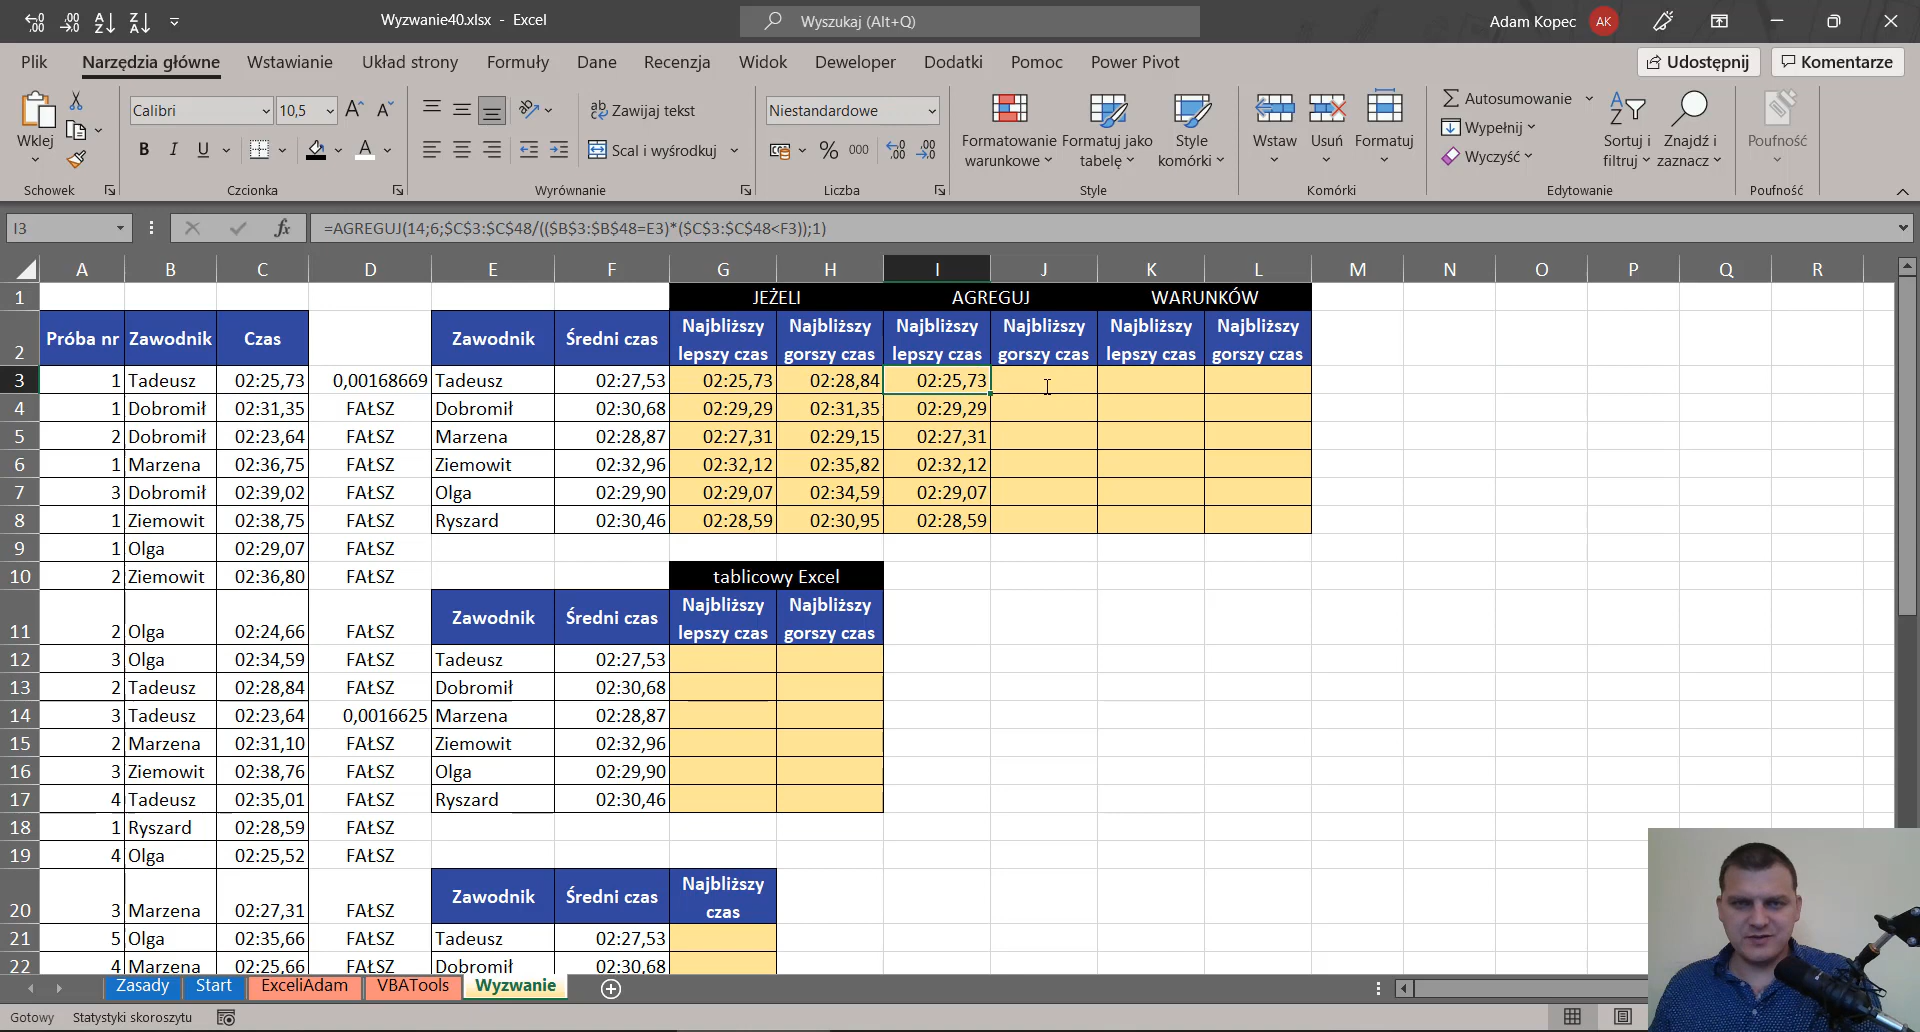 Wyzwanie40.xlsx - Excel
Wyszukaj (Alt+Q)
Adam Kopec AK
Plik Narzędzia główne Wstawianie Układ strony Formuły Dane Recenzja Widok Deweloper Dodatki Pomoc Power Pivot Udostępnij Komentarze
Wklej
Calibri 10,5
Zawijaj tekst
Scal i wyśrodkuj
Niestandardowe
Formatowanie warunkowe
Formatuj jako tabelę
Style komórki
Wstaw Usuń Formatuj
Autosumowanie
Wypełnij
Wyczyść
Sortuj i filtruj
Znajdź i zaznacz
Poufność
Schowek Czcionka Wyrównanie Liczba Style Komórki Edytowanie Poufność
I3 fx =AGREGUJ(14;6;$C$3:$C$48/(($B$3:$B$48=E3)*($C$3:$C$48<F3));1)
A B C D E F G H I J K L M N O P Q R
1 JEŻELI AGREGUJ WARUNKÓW
2 Próba nr Zawodnik Czas Zawodnik Średni czas Najbliższy lepszy czas Najbliższy gorszy czas Najbliższy lepszy czas Najbliższy gorszy czas Najbliższy lepszy czas Najbliższy gorszy czas
3 1 Tadeusz 02:25,73 0,00168669 Tadeusz 02:27,53 02:25,73 02:28,84 02:25,73
4 1 Dobromił 02:31,35 FAŁSZ Dobromił 02:30,68 02:29,29 02:31,35 02:29,29
5 2 Dobromił 02:23,64 FAŁSZ Marzena 02:28,87 02:27,31 02:29,15 02:27,31
6 1 Marzena 02:36,75 FAŁSZ Ziemowit 02:32,96 02:32,12 02:35,82 02:32,12
7 3 Dobromił 02:39,02 FAŁSZ Olga 02:29,90 02:29,07 02:34,59 02:29,07
8 1 Ziemowit 02:38,75 FAŁSZ Ryszard 02:30,46 02:28,59 02:30,95 02:28,59
9 1 Olga 02:29,07 FAŁSZ
10 2 Ziemowit 02:36,80 FAŁSZ tablicowy Excel
11 2 Olga 02:24,66 FAŁSZ Zawodnik Średni czas Najbliższy lepszy czas Najbliższy gorszy czas
12 3 Olga 02:34,59 FAŁSZ Tadeusz 02:27,53
13 2 Tadeusz 02:28,84 FAŁSZ Dobromił 02:30,68
14 3 Tadeusz 02:23,64 0,0016625 Marzena 02:28,87
15 2 Marzena 02:31,10 FAŁSZ Ziemowit 02:32,96
16 3 Ziemowit 02:38,76 FAŁSZ Olga 02:29,90
17 4 Tadeusz 02:35,01 FAŁSZ Ryszard 02:30,46
18 1 Ryszard 02:28,59 FAŁSZ
19 4 Olga 02:25,52 FAŁSZ
20 3 Marzena 02:27,31 FAŁSZ Zawodnik Średni czas Najbliższy czas
21 5 Olga 02:35,66 FAŁSZ Tadeusz 02:27,53
22 4 Marzena 02:25,66 FAŁSZ Dobromił 02:30,68
Zasady Start ExceliAdam VBATools Wyzwanie
Gotowy Statystyki skoroszytu